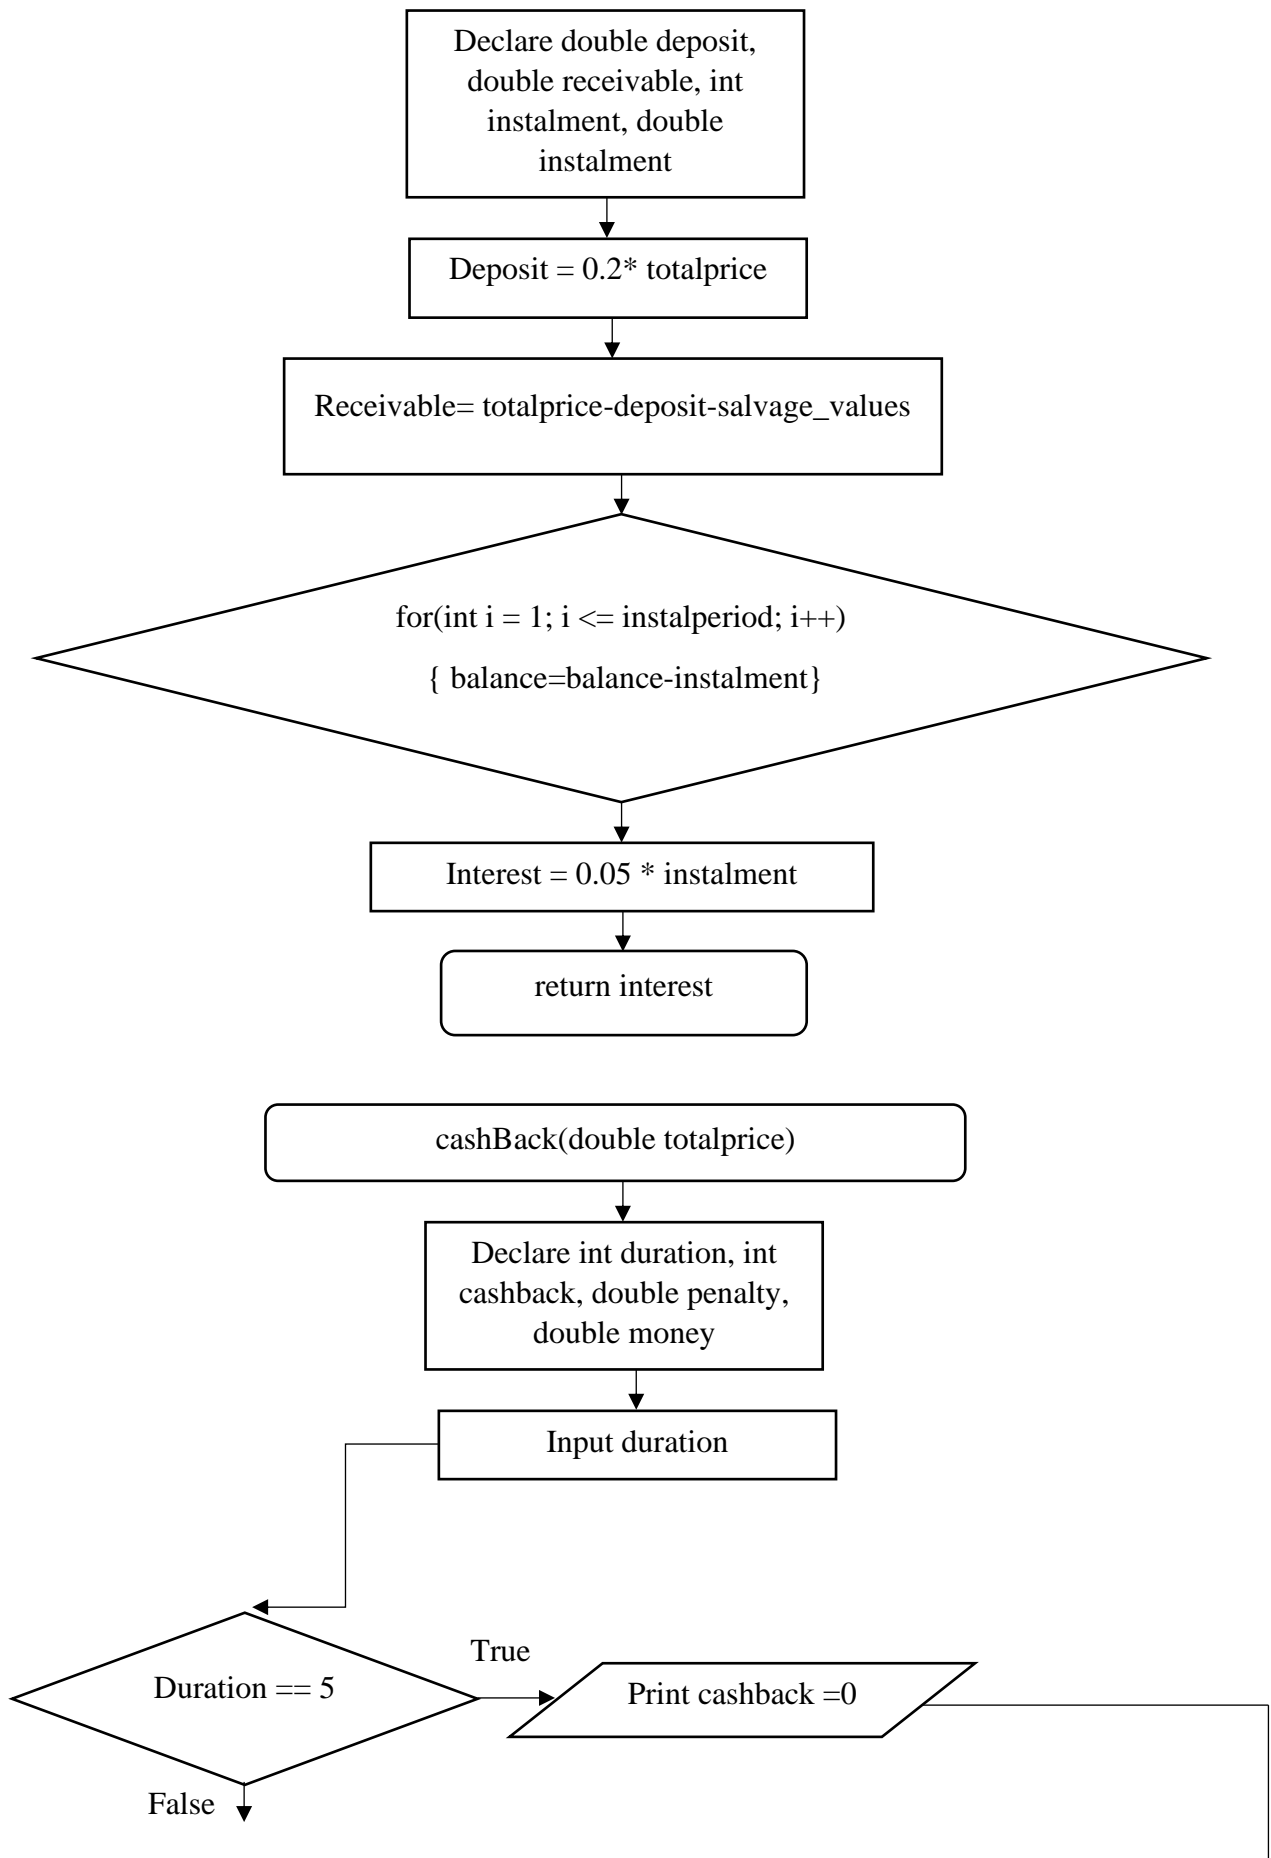 Declare double deposit,
double receivable, int
instalment, double
instalment
Deposit = 0.2* totalprice
Receivable= totalprice-deposit-salvage_values
for(int i = 1; i <= instalperiod; i++)
{ balance=balance-instalment}
Interest = 0.05 * instalment
return interest
cashBack(double totalprice)
Declare int duration, int
cashback, double penalty,
double money
Input duration
True
Duration == 5
Print cashback =0
False